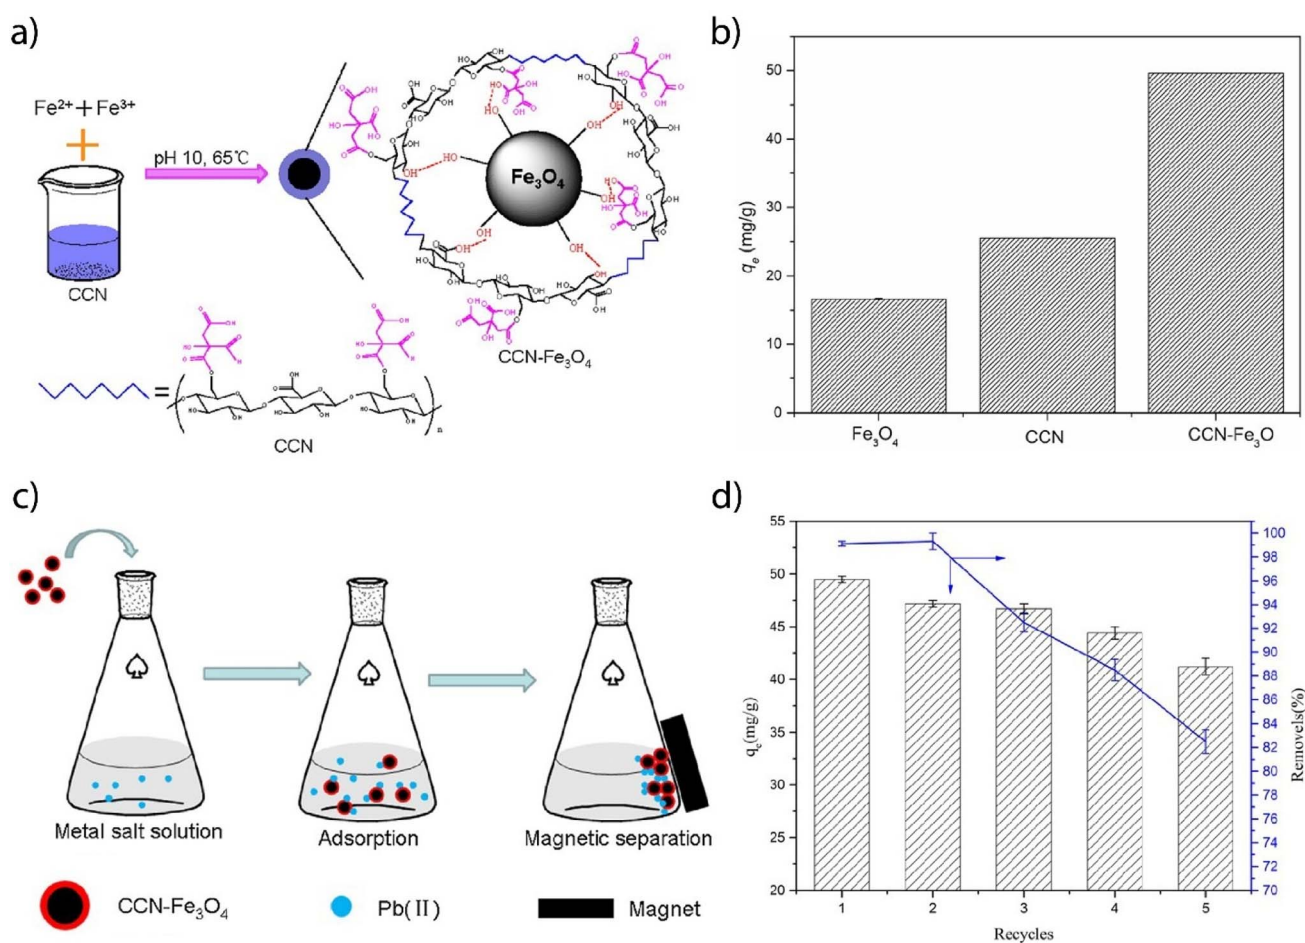 a)
Fe²⁺+Fe³⁺
pH 10, 65℃
CCN
Fe₃O₄
CCN-Fe₃O₄
CCN
n
b)
qₑ (mg/g)
50
40
30
20
10
0
Fe₃O₄
CCN
CCN-Fe₃O
c)
Metal salt solution
Adsorption
Magnetic separation
CCN-Fe₃O₄
Pb(Ⅱ)
Magnet
d)
qₑ(mg/g)
55
50
45
40
35
30
25
20
1
2
3
4
5
Recycles
100
98
96
94
92
90
88
86
84
82
80
78
76
74
72
70
Removels(%)